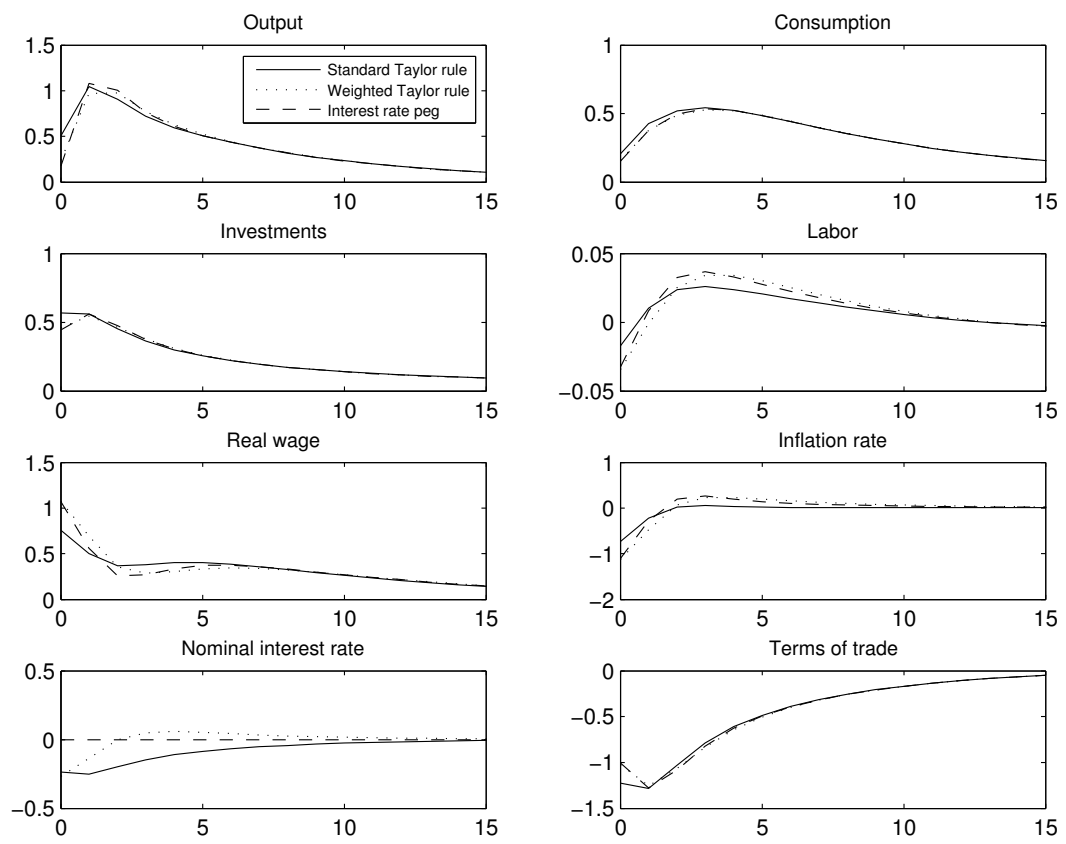 Output
1.5
1
0.5
0
0 5 10 15
Standard Taylor rule
Weighted Taylor rule
Interest rate peg
Consumption
1
0.5
0
0 5 10 15
Investments
1
0.5
0
0 5 10 15
Labor
0.05
0
−0.05
0 5 10 15
Real wage
1.5
1
0.5
0
0 5 10 15
Inflation rate
1
0
−1
−2
0 5 10 15
Nominal interest rate
0.5
0
−0.5
0 5 10 15
Terms of trade
0
−0.5
−1
−1.5
0 5 10 15